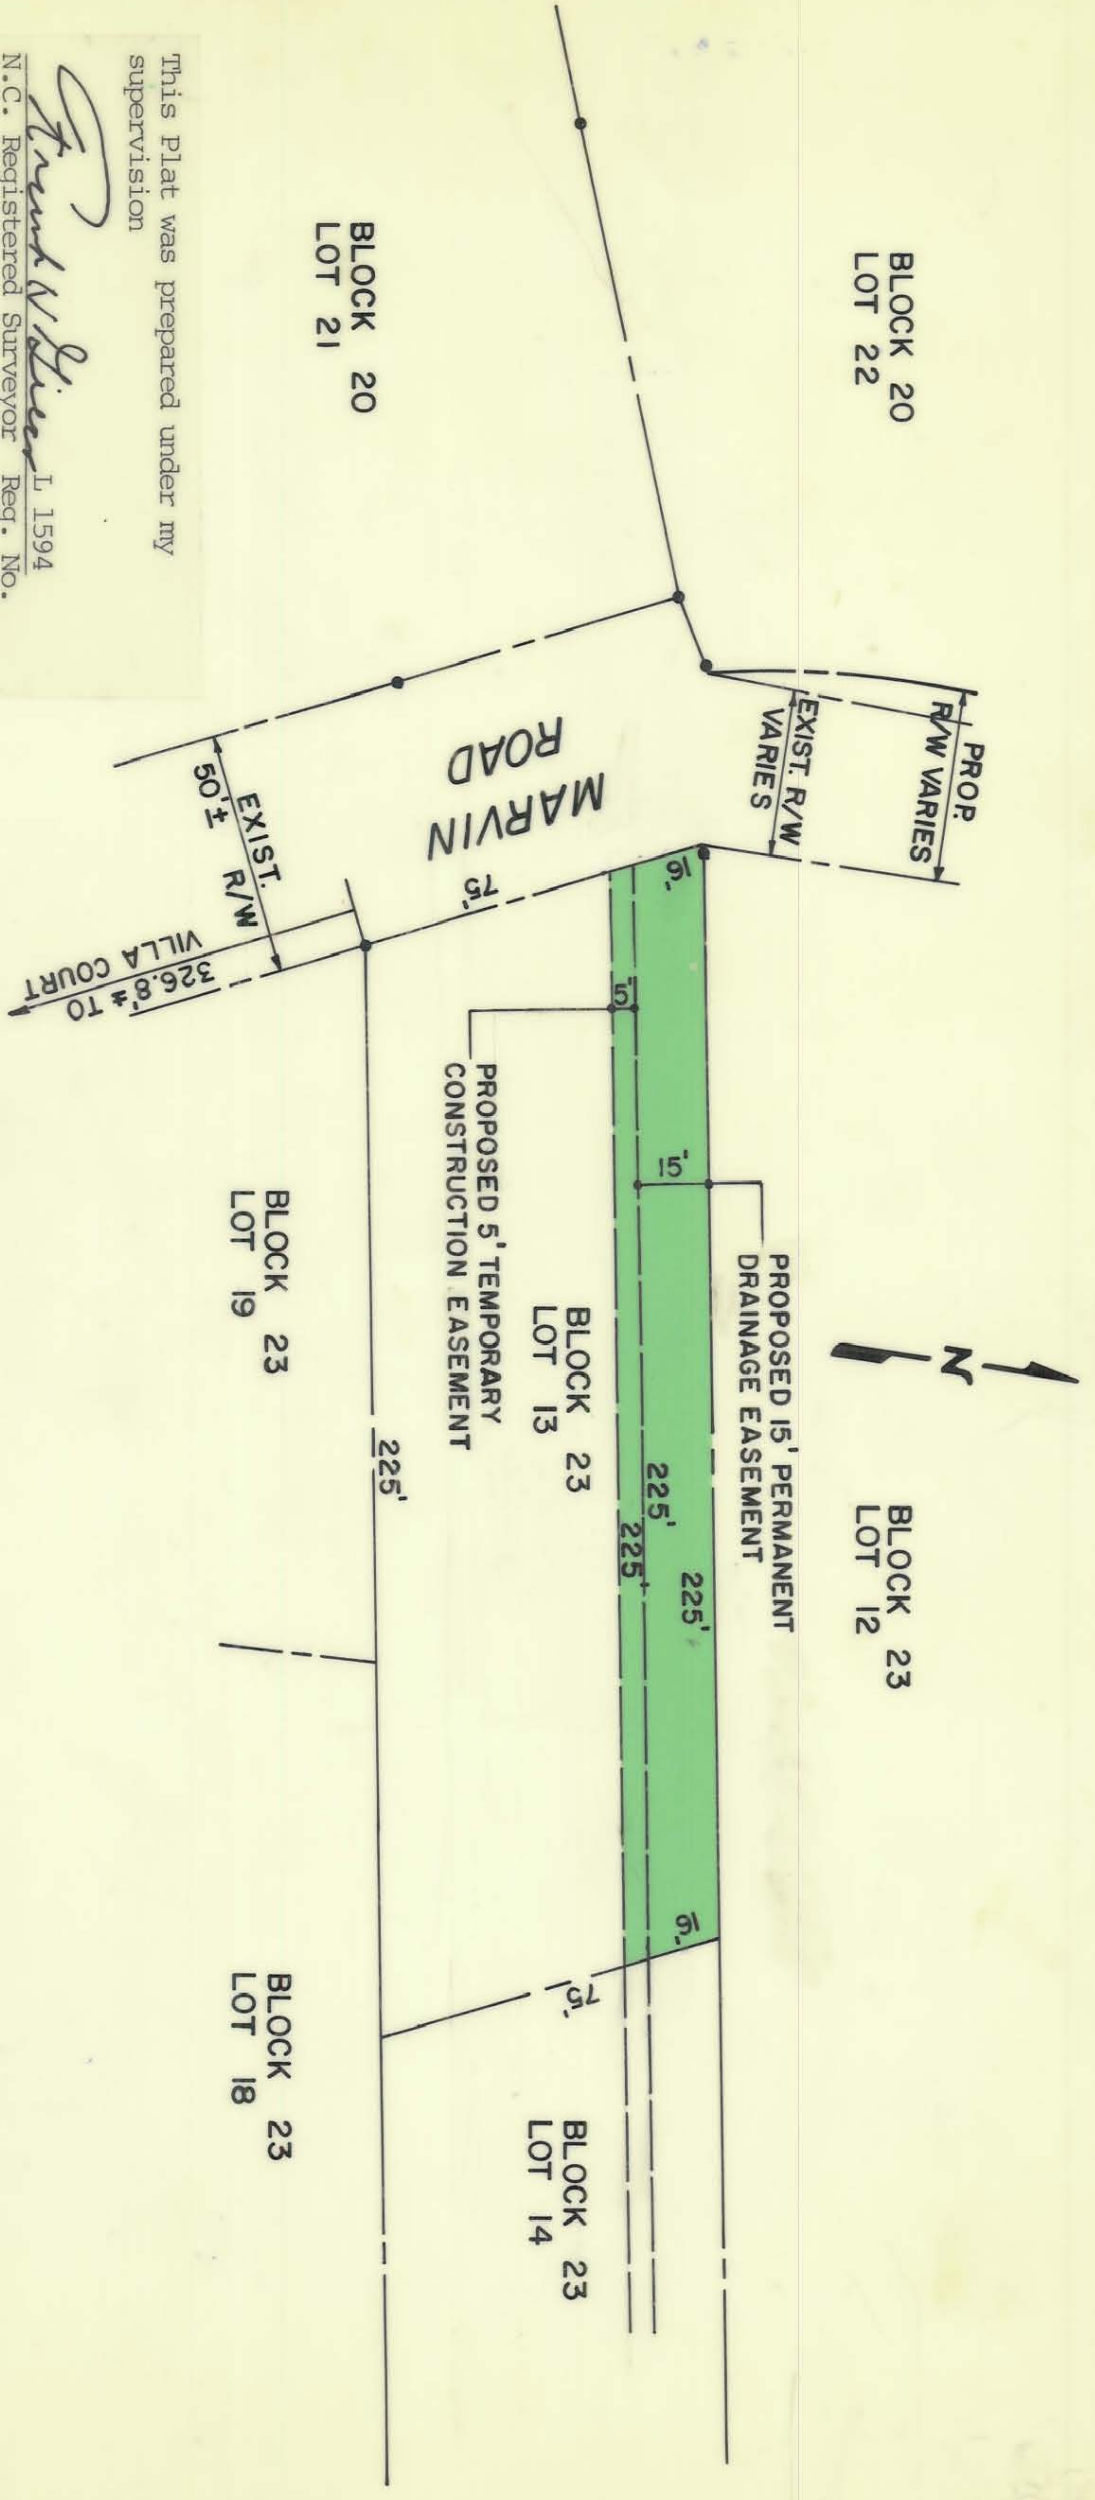 BLOCK 20
LOT 22
PROP.
R/W VARIES
EXIST. R/W
VARIES
BLOCK 23
LOT 12
PROPOSED 15' PERMANENT
DRAINAGE EASEMENT
N
16'
15'
225'
16'
225'
225'
5'
BLOCK 23
LOT 13
PROPOSED 5' TEMPORARY
CONSTRUCTION EASEMENT
75'
75'
BLOCK 23
LOT 14
MARVIN
ROAD
BLOCK 20
LOT 21
225'
EXIST. R/W
50'±
326.8'± TO
VILLA COURT
BLOCK 23
LOT 19
BLOCK 23
LOT 18
This Plat was prepared under my
supervision
L 1594
N.C. Registered Surveyor Reg. No.